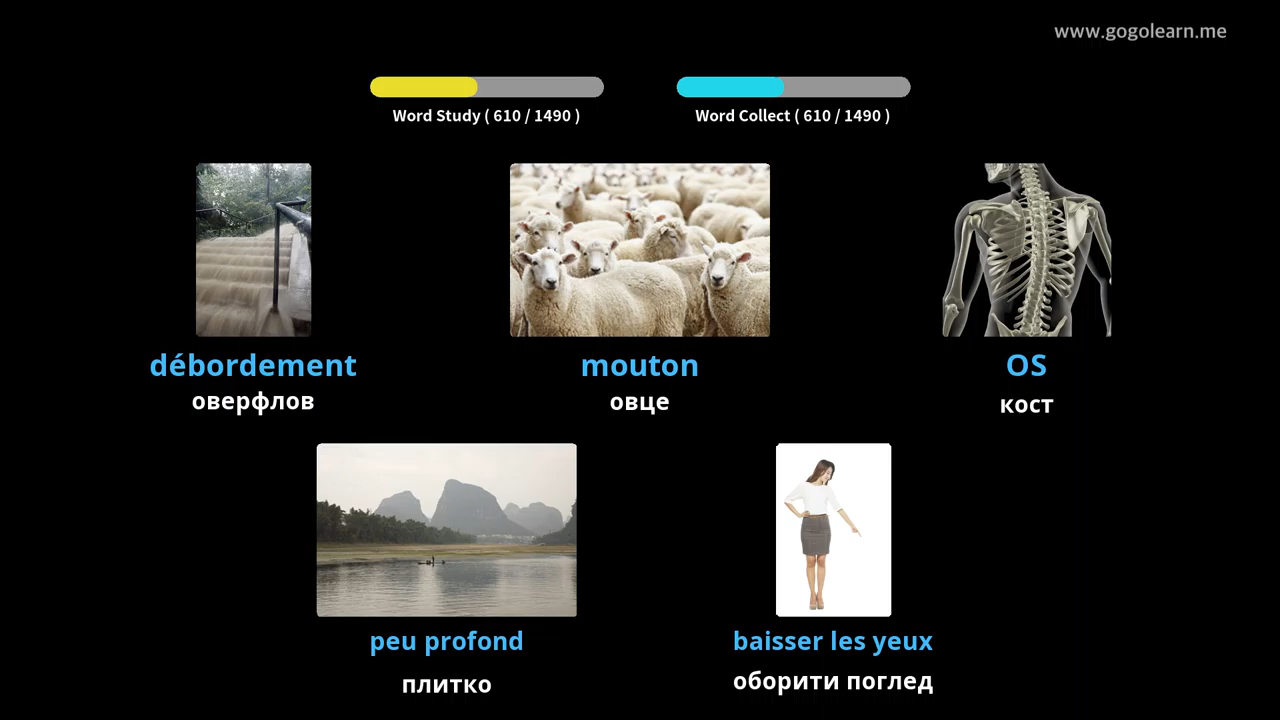 www.gogolearn.me
Word Study ( 610 / 1490 )
Word Collect ( 610 / 1490 )
débordement
mouton
OS
оверфлов
овце
кост
peu profond
baisser les yeux
плитко
оборити поглед